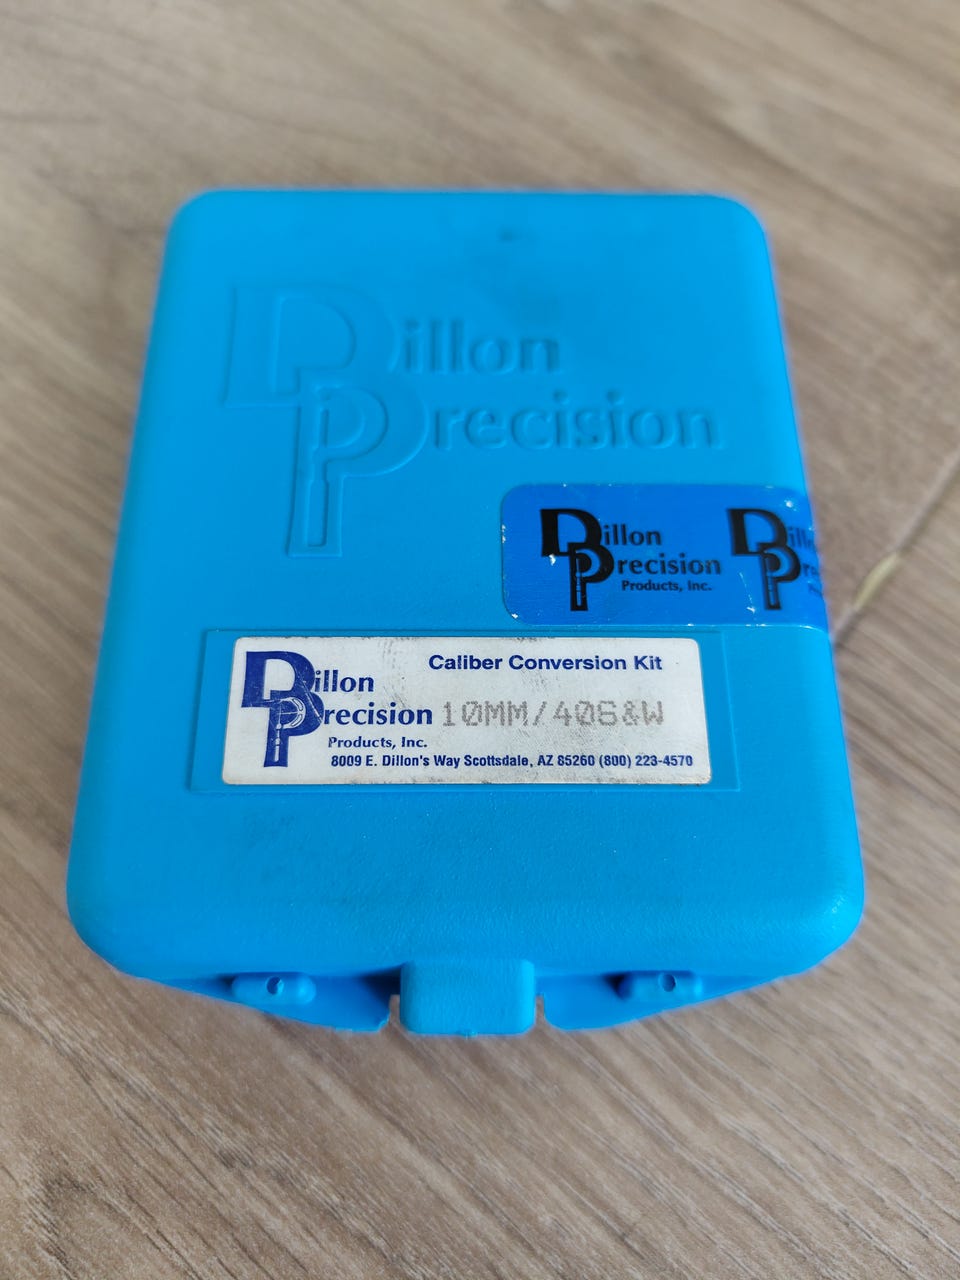 Dillon
Precision
Dillon
Precision
Products, Inc.
Dillon
Precision
Caliber Conversion Kit
10MM/40S&W
Products, Inc.
8009 E. Dillon's Way Scottsdale, AZ 85260 (800) 223-4570